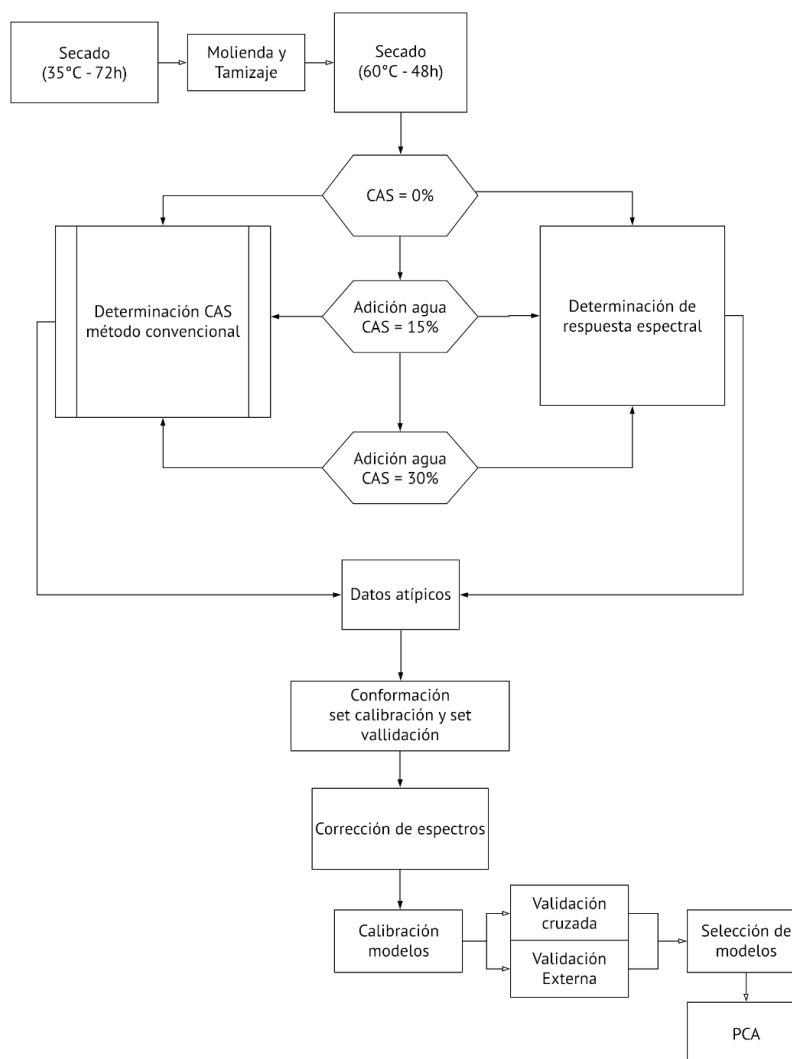 Secado
(35°C - 72h)
Molienda y
Tamizaje
Secado
(60°C - 48h)
CAS = 0%
Determinación CAS
método convencional
Adición agua
CAS = 15%
Determinación de
respuesta espectral
Adición agua
CAS = 30%
Datos atípicos
Conformación
set calibración y set
vallidación
Corrección de espectros
Calibración
modelos
Validación
cruzada
Validación
Externa
Selección de
modelos
PCA